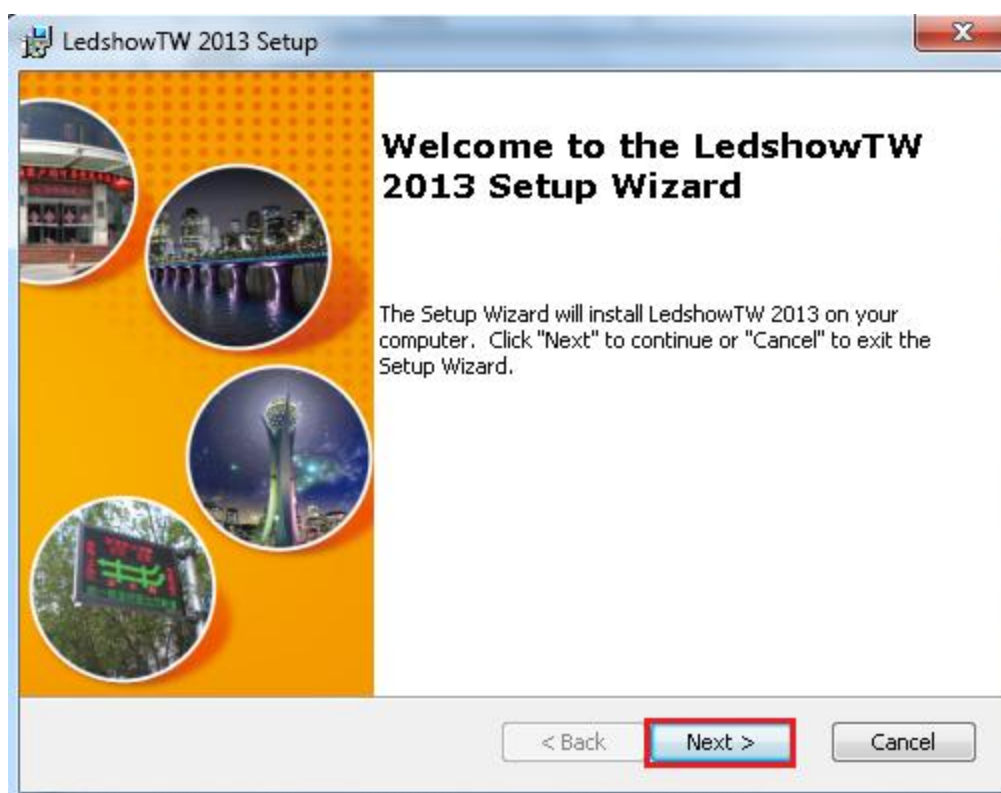 LedshowTW 2013 Setup
Welcome to the LedshowTW
2013 Setup Wizard
The Setup Wizard will install LedshowTW 2013 on your
computer. Click "Next" to continue or "Cancel" to exit the
Setup Wizard.
< Back
Next >
Cancel